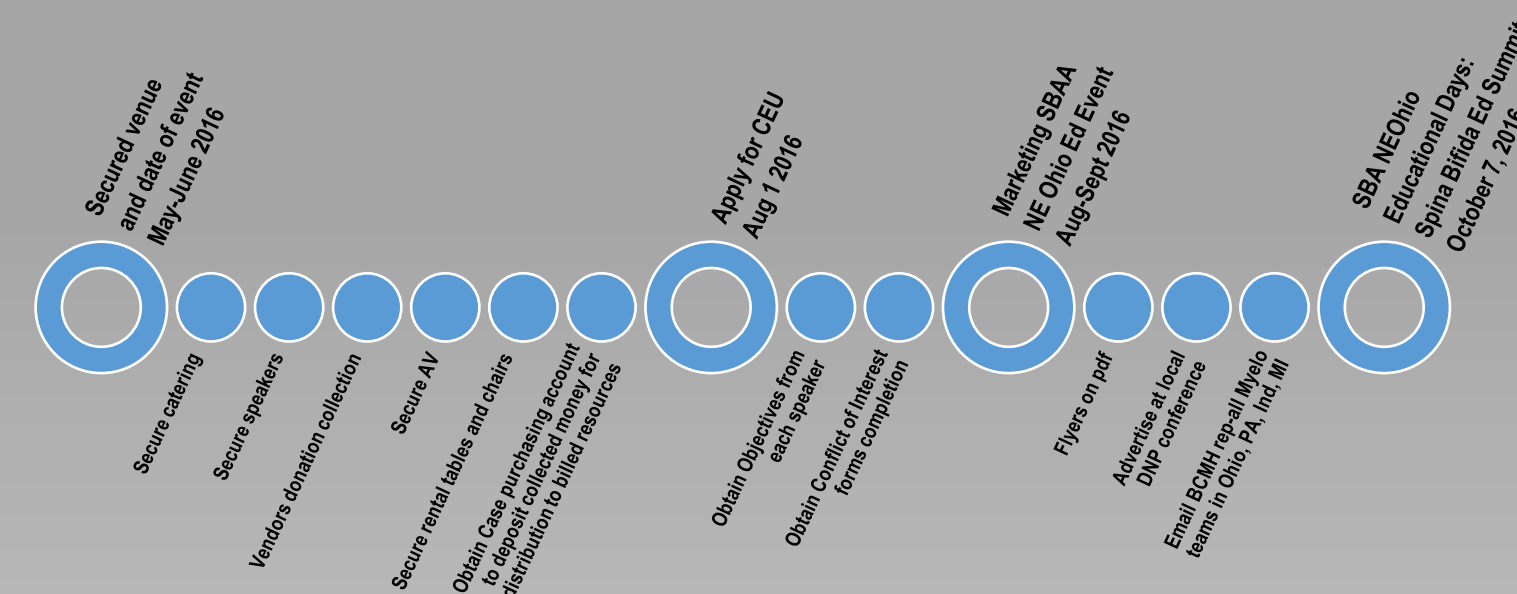 Secured venue
and date of event
May-June 2016
Secure catering
Secure speakers
Vendors donation collection
Secure AV
Secure rental tables and chairs
Obtain Case purchasing account
to deposit collected money for
distribution to billed resources
Apply for CEU
Aug 1 2016
Obtain Objectives from
each speaker
Obtain Conflict of Interest
forms completion
Marketing SBAA
NE Ohio Ed Event
Aug-Sept 2016
Flyers on pdf
Advertise at local
DNP conference
Email BCMH rep-all Myelo
teams in Ohio, PA, Ind, MI
SBA NEOhio
Educational Days:
Spina Bifida Ed Summit
October 7, 2016